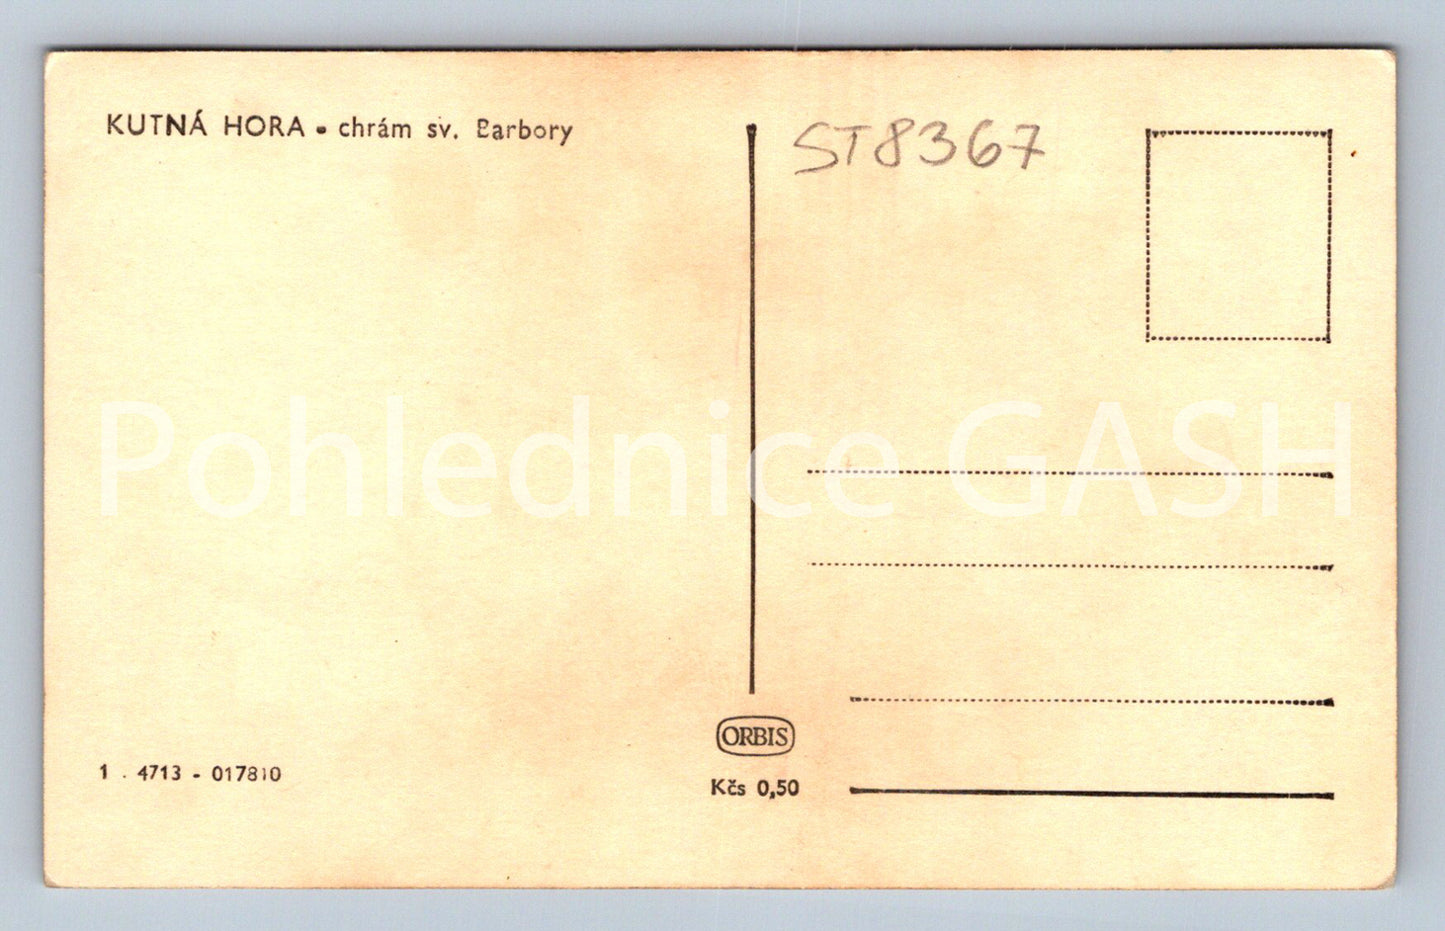 KUTNÁ HORA • chrám sv. Barbory
ST8367
Pohlednice GASH
ORBIS
1 . 4713 - 017810
Kčs 0,50